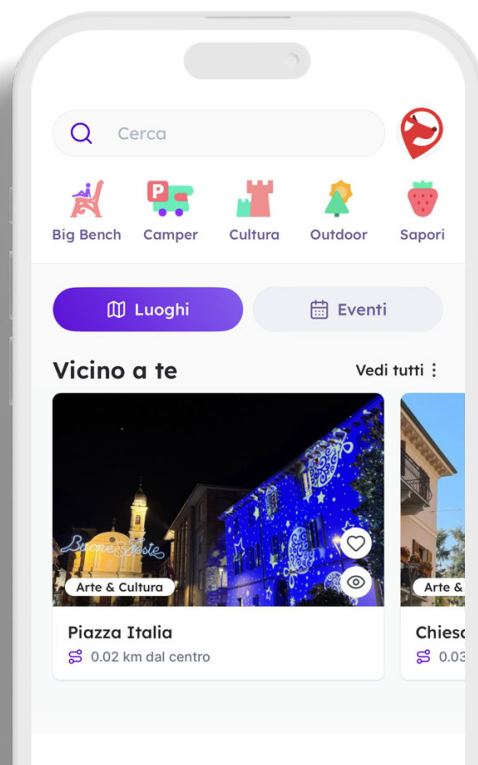 Cerca
P
Big Bench Camper Cultura Outdoor Sapori
Luoghi Eventi
Vicino a te Vedi tutti
Buone Feste
Arte & Cultura Arte &
Piazza Italia
0.02 km dal centro 0.03